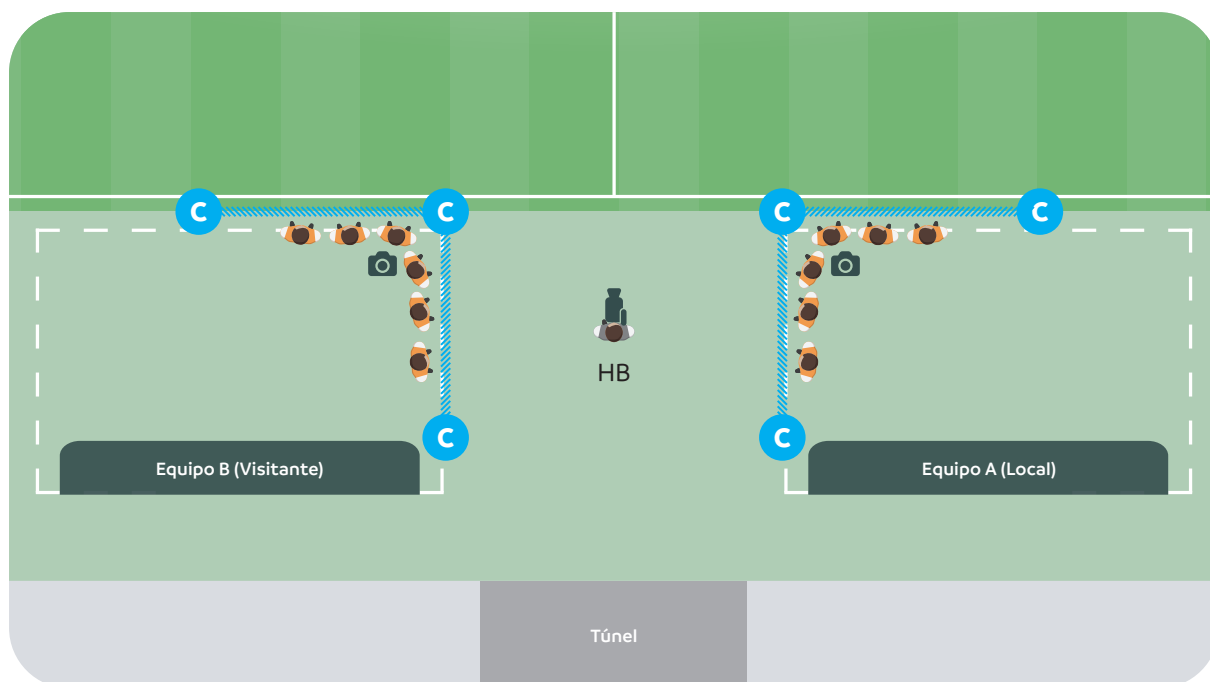 C C C C
HB
C C
Equipo B (Visitante) Equipo A (Local)
Túnel